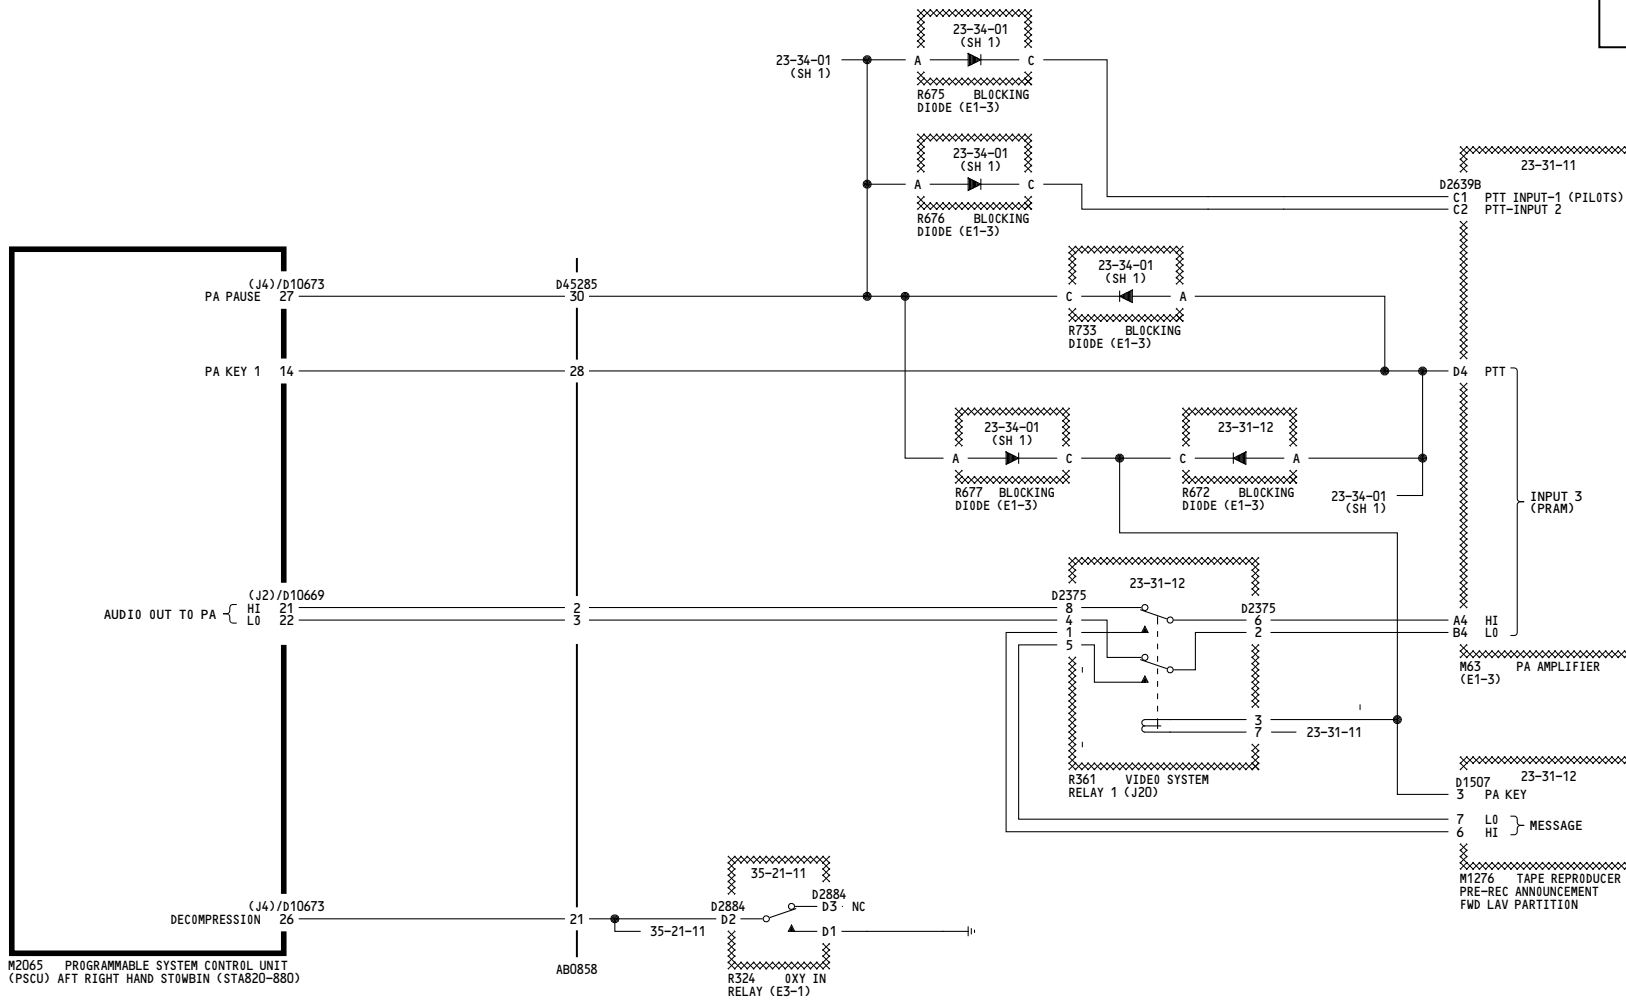 23-34-01
(SH 1)
23-34-01
(SH 1)
A
C
R675 BLOCKING
DIODE (E1-3)
23-34-01
(SH 1)
A
C
R676 BLOCKING
DIODE (E1-3)
23-31-11
D2639B
C1 PTT INPUT-1 (PILOTS)
C2 PTT-INPUT 2
23-34-01
(SH 1)
C
A
R733 BLOCKING
DIODE (E1-3)
(J4)/D10673
PA PAUSE 27
D45285
30
PA KEY 1 14
28
D4 PTT
23-34-01
(SH 1)
A
C
R677 BLOCKING
DIODE (E1-3)
23-31-12
C
A
R672 BLOCKING
DIODE (E1-3)
23-34-01
(SH 1)
INPUT 3
(PRAM)
(J2)/D10669
AUDIO OUT TO PA
HI 21
LO 22
2
3
23-31-12
D2375
8
4
1
5
D2375
6
2
3
7
23-31-11
R361 VIDEO SYSTEM
RELAY 1 (J20)
A4 HI
B4 LO
M63 PA AMPLIFIER
(E1-3)
23-31-12
D1507
3 PA KEY
7 LO
6 HI
MESSAGE
M1276 TAPE REPRODUCER
PRE-REC ANNOUNCEMENT
FWD LAV PARTITION
(J4)/D10673
DECOMPRESSION 26
21
35-21-11
35-21-11
D2884
D2
D2884
D3 NC
D1
R324 OXY IN
RELAY (E3-1)
AB0858
M2065 PROGRAMMABLE SYSTEM CONTROL UNIT
(PSCU) AFT RIGHT HAND STOWBIN (STA820-880)